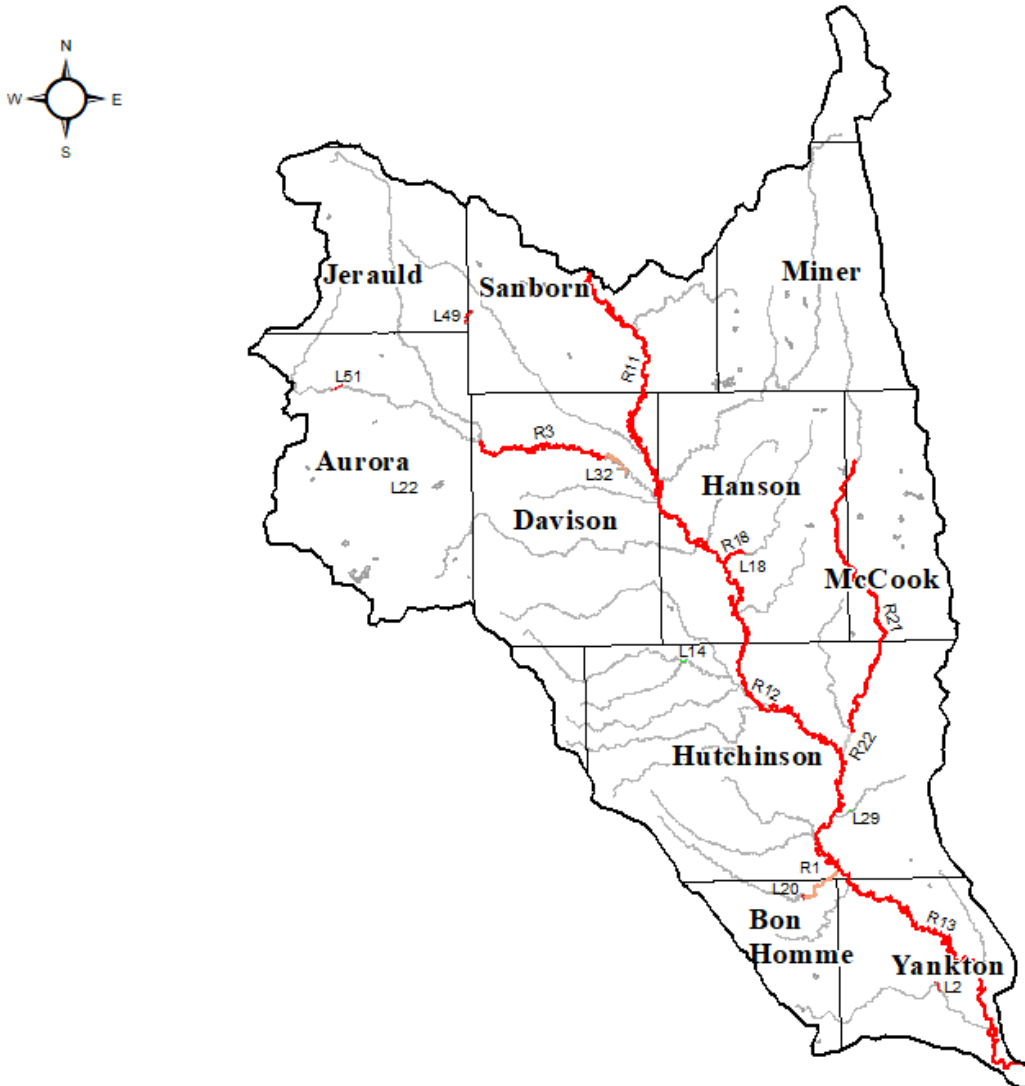 N
W E
S
Jerauld
Sanborn
Miner
L49
R11
L51
R3
Aurora
L22
L32
Hanson
Davison
R18
L18
McCook
R21
L14
R12
Hutchinson
R22
L29
R1
L20
Bon
Homme
R13
Yankton
L2